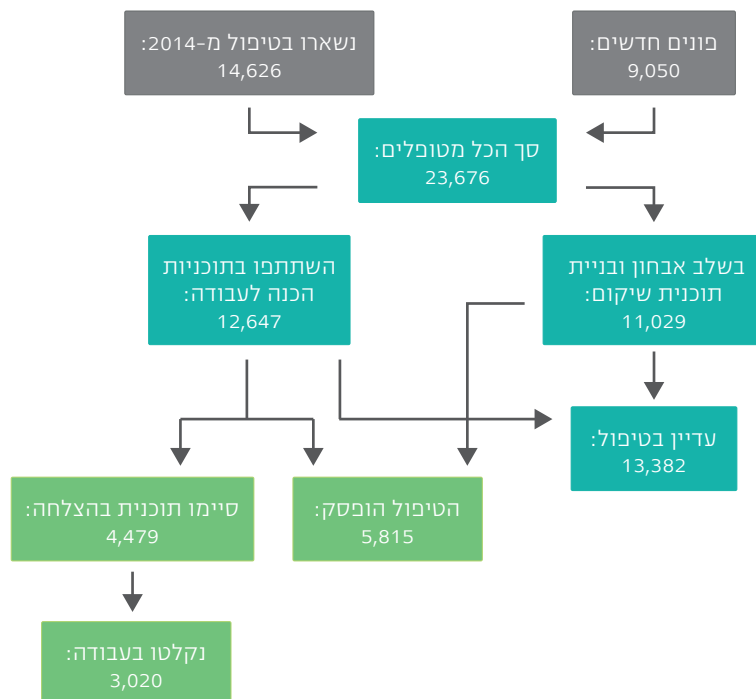 פונים חדשים:
9,050
נשארו בטיפול מ-2014:
14,626
סך הכל מטופלים:
23,676
בשלב אבחון ובניית
תוכנית שיקום:
11,029
השתתפו בתוכניות
הכנה לעבודה:
12,647
עדיין בטיפול:
13,382
הטיפול הופסק:
5,815
סיימו תוכנית בהצלחה:
4,479
נקלטו בעבודה:
3,020